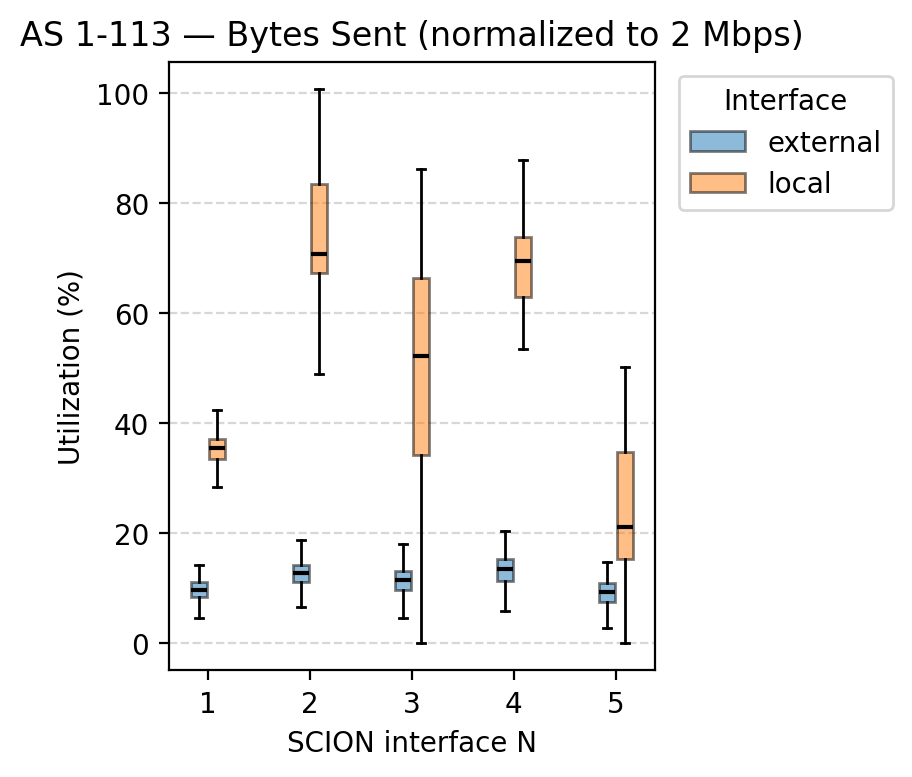 AS 1-113 — Bytes Sent (normalized to 2 Mbps)
Interface
external
local
Utilization (%)
100
80
60
40
20
0
1 2 3 4 5
SCION interface N